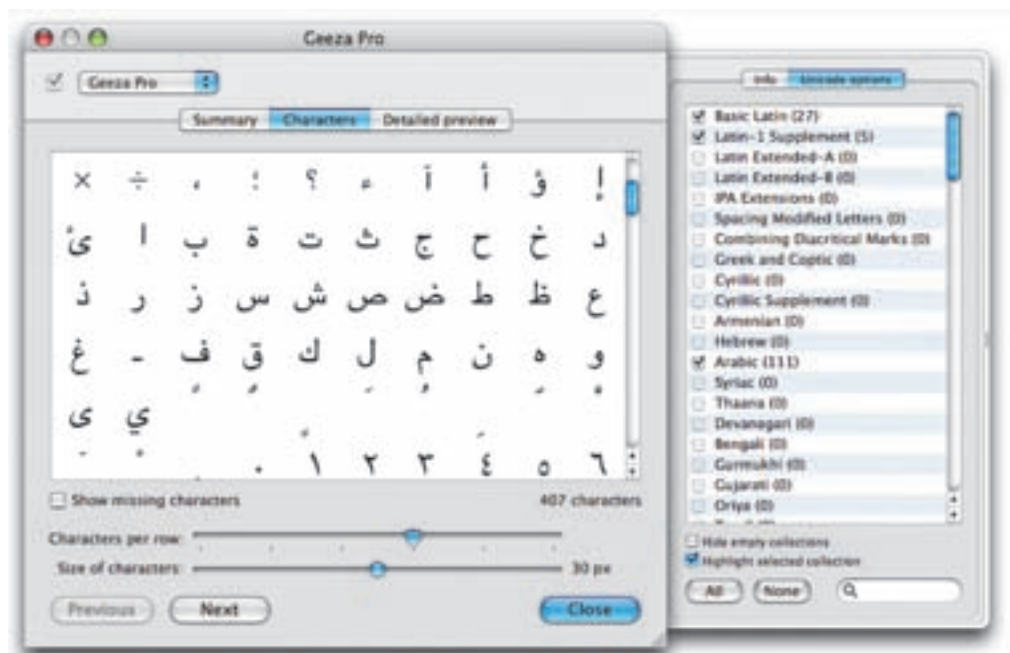 Geeza Pro
Geeza Pro
Summary Characters Detailed preview
× ÷ ، ؛ ؟ ء آ أ ؤ إ
ئ ا ب ة ت ث ج ح خ د
ذ ر ز س ش ص ض ط ظ ع
غ ـ ف ق ك ل م ن ه و
ى ي
٠ ١ ٢ ٣ ٤ ٥ ٦
Show missing characters 407 characters
Characters per row:
Size of characters: 30 px
Previous Next Close
Info Unicode options
Basic Latin (27)
Latin-1 Supplement (5)
Latin Extended-A (0)
Latin Extended-B (0)
IPA Extensions (0)
Spacing Modified Letters (0)
Combining Diacritical Marks (0)
Greek and Coptic (0)
Cyrillic (0)
Cyrillic Supplement (0)
Armenian (0)
Hebrew (0)
Arabic (111)
Syriac (0)
Thaana (0)
Devanagari (0)
Bengali (0)
Gurmukhi (0)
Gujarati (0)
Oriya (0)
Hide empty collections
Highlight selected collection
All None